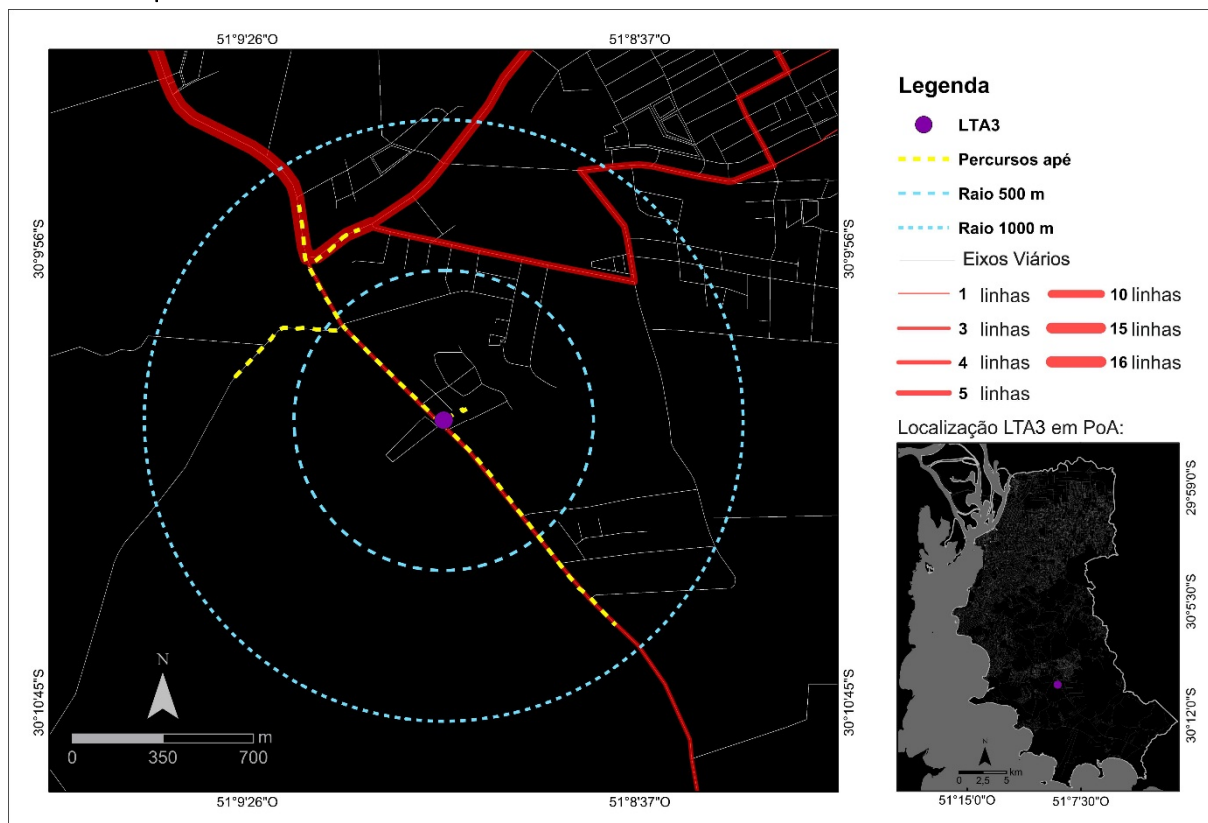 51°9'26"O
51°8'37"O
30°9'56"S
30°9'56"S
30°10'45"S
30°10'45"S
N
m
0 350 700
51°9'26"O
51°8'37"O
Legenda
LTA3
Percursos apé
Raio 500 m
Raio 1000 m
Eixos Viários
1 linhas
10 linhas
3 linhas
15 linhas
4 linhas
16 linhas
5 linhas
Localização LTA3 em PoA:
29°59'0"S
30°5'30"S
30°12'0"S
N
0 2,5 5 km
51°15'0"O
51°7'30"O